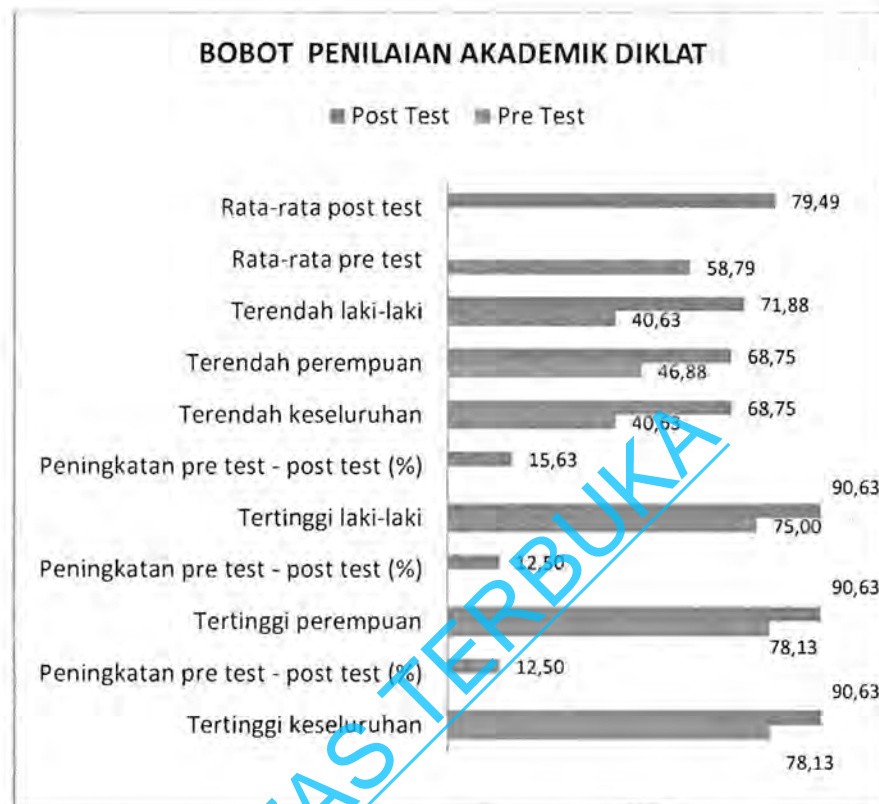 BOBOT PENILAIAN AKADEMIK DIKLAT
Post Test Pre Test
Rata-rata post test 79,49
Rata-rata pre test 58,79
Terendah laki-laki 71,88
40,63
Terendah perempuan 68,75
46,88
Terendah keseluruhan 68,75
40,63
Peningkatan pre test - post test (%) 15,63
90,63
Tertinggi laki-laki 75,00
Peningkatan pre test - post test (%) 12,50
90,63
Tertinggi perempuan
78,13
Peningkatan pre test - post test (%) 12,50
90,63
Tertinggi keseluruhan
78,13
TAS TERBUKA